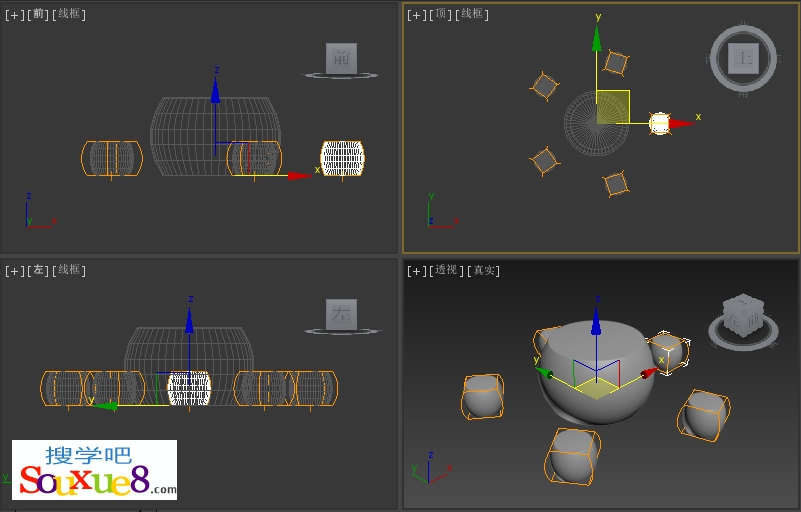 [+][前][线框]
前
z
x
z
y
x
[+][顶][线框]
y
上
x
y
z
x
[+][左][线框]
左
z
y
y
搜学吧
Souxue8.com
[+][透视][真实]
z
y
x
z
y
x